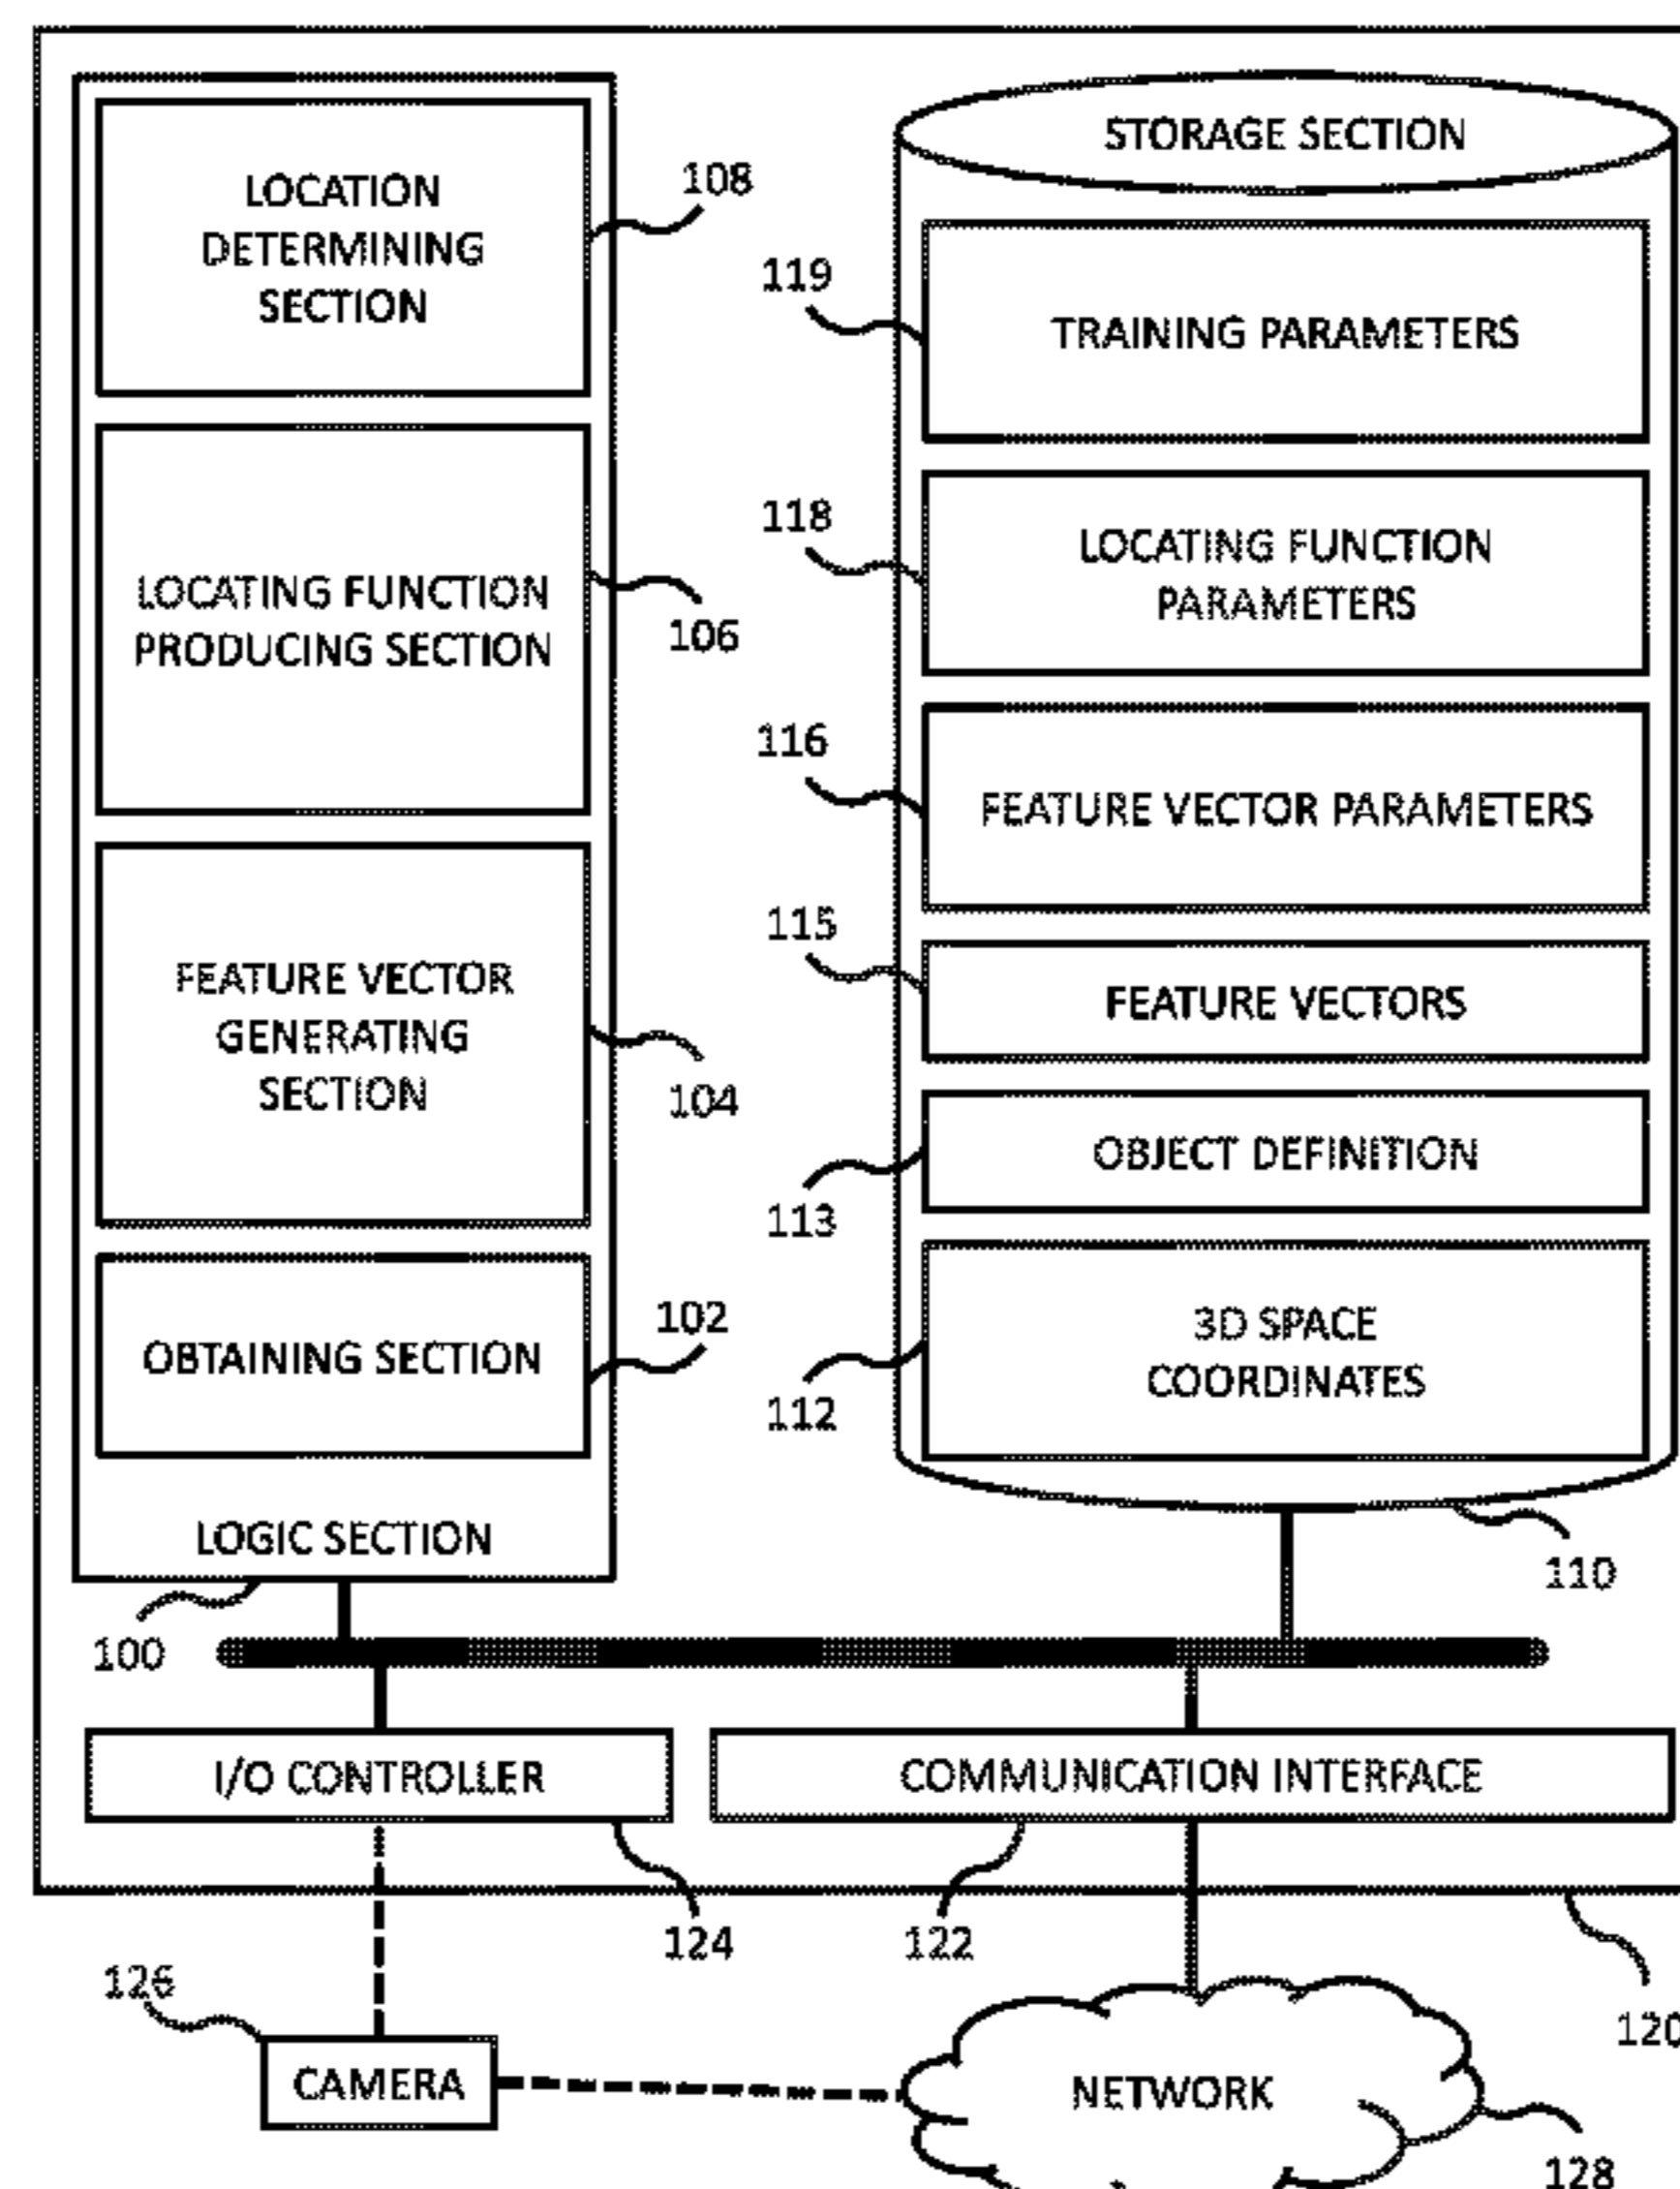 LOCATION
DETERMINING
SECTION
108
LOCATING FUNCTION
PRODUCING SECTION
106
FEATURE VECTOR
GENERATING
SECTION
104
OBTAINING SECTION
102
LOGIC SECTION
100
STORAGE SECTION
119
TRAINING PARAMETERS
118
LOCATING FUNCTION
PARAMETERS
116
FEATURE VECTOR PARAMETERS
115
FEATURE VECTORS
OBJECT DEFINITION
113
3D SPACE
COORDINATES
112
110
I/O CONTROLLER
COMMUNICATION INTERFACE
124
122
120
126
CAMERA
NETWORK
128